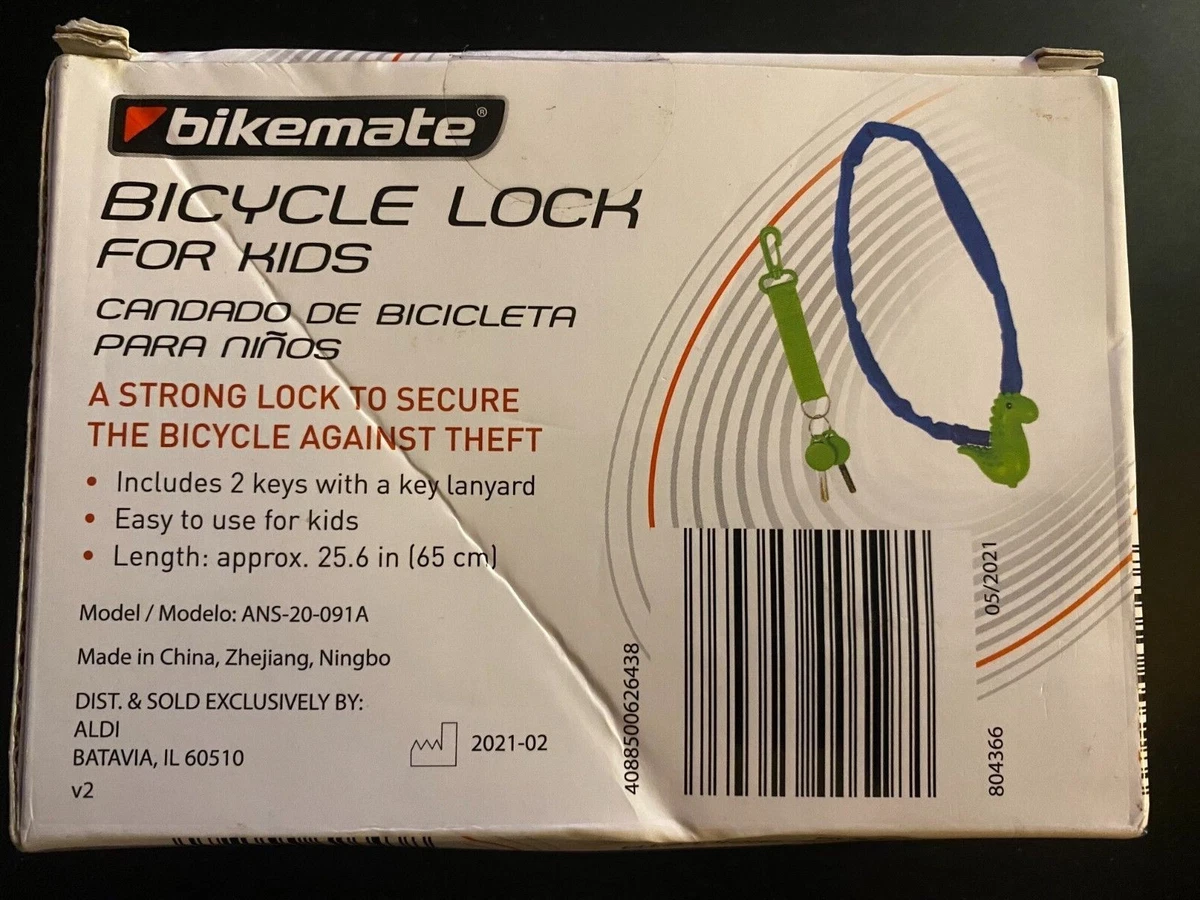 bikemate®
BICYCLE LOCK
FOR KIDS
CANDADO DE BICICLETA
PARA NIÑOS
A STRONG LOCK TO SECURE
THE BICYCLE AGAINST THEFT
• Includes 2 keys with a key lanyard
• Easy to use for kids
• Length: approx. 25.6 in (65 cm)
Model / Modelo: ANS-20-091A
Made in China, Zhejiang, Ningbo
DIST. & SOLD EXCLUSIVELY BY:
ALDI
BATAVIA, IL 60510
v2
2021-02
4088500626438
05/2021
804366